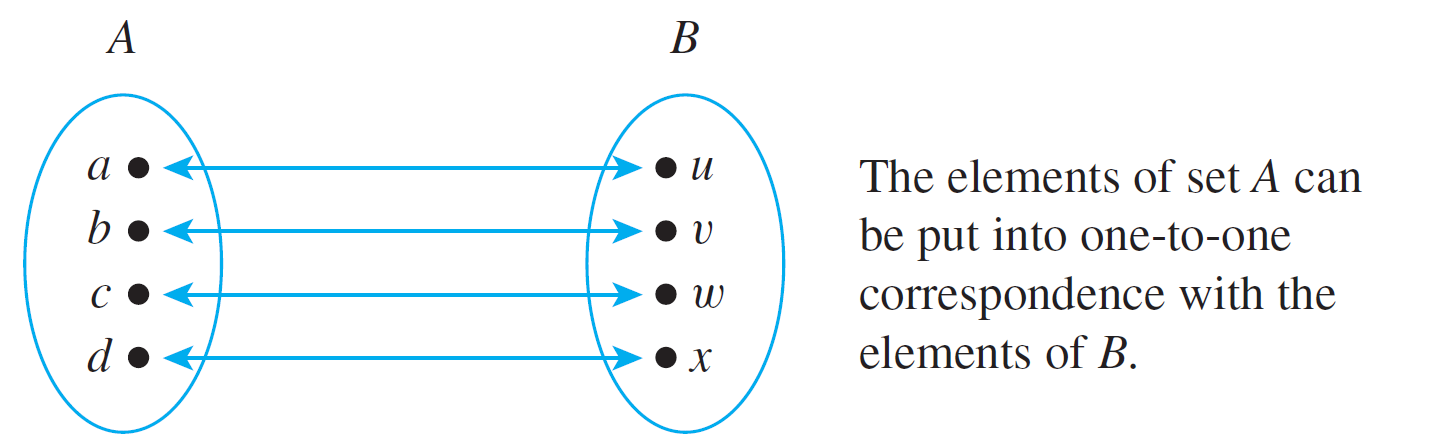 A B
a u
b v
c w
d x
The elements of set A can
be put into one-to-one
correspondence with the
elements of B.